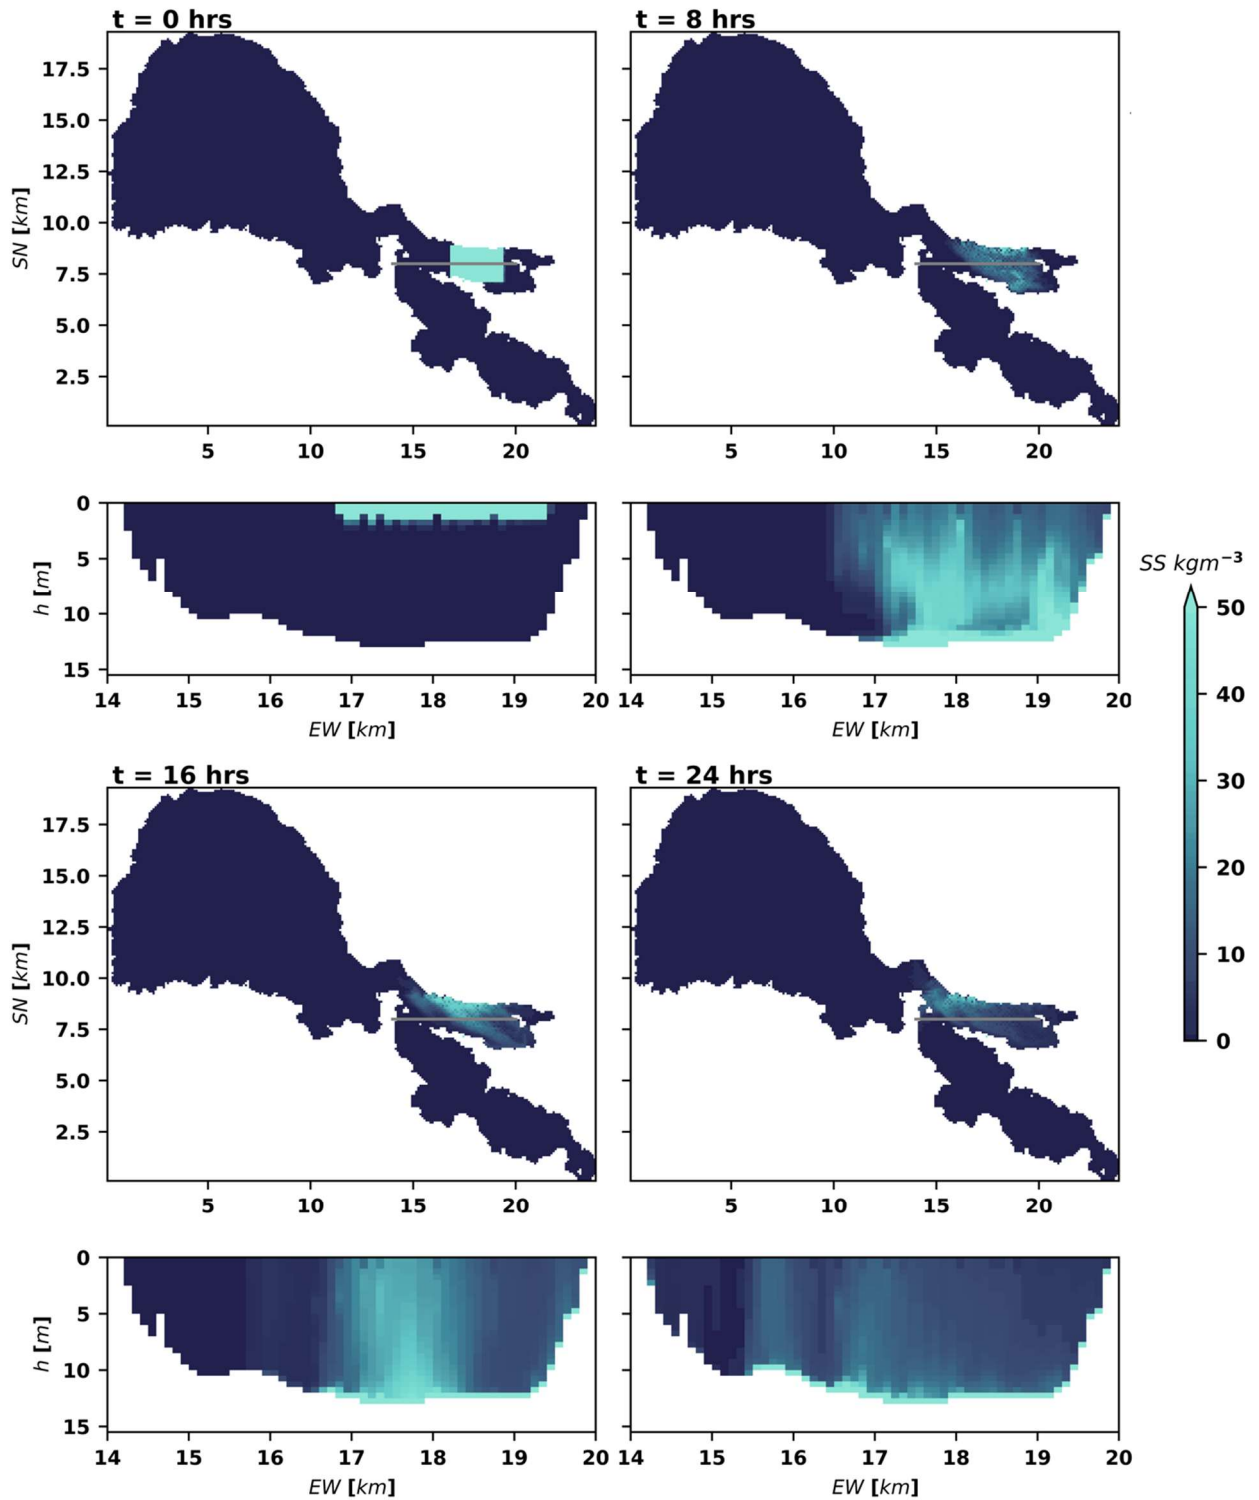 t = 0 hrs
t = 8 hrs
17.5
15.0
12.5
10.0
7.5
5.0
2.5
SN [km]
5 10 15 20
5 10 15 20
0
5
10
15
h [m]
14 15 16 17 18 19 20
14 15 16 17 18 19 20
EW [km]
EW [km]
SS kgm⁻³
50
40
30
20
10
0
t = 16 hrs
t = 24 hrs
17.5
15.0
12.5
10.0
7.5
5.0
2.5
SN [km]
5 10 15 20
5 10 15 20
0
5
10
15
h [m]
14 15 16 17 18 19 20
14 15 16 17 18 19 20
EW [km]
EW [km]